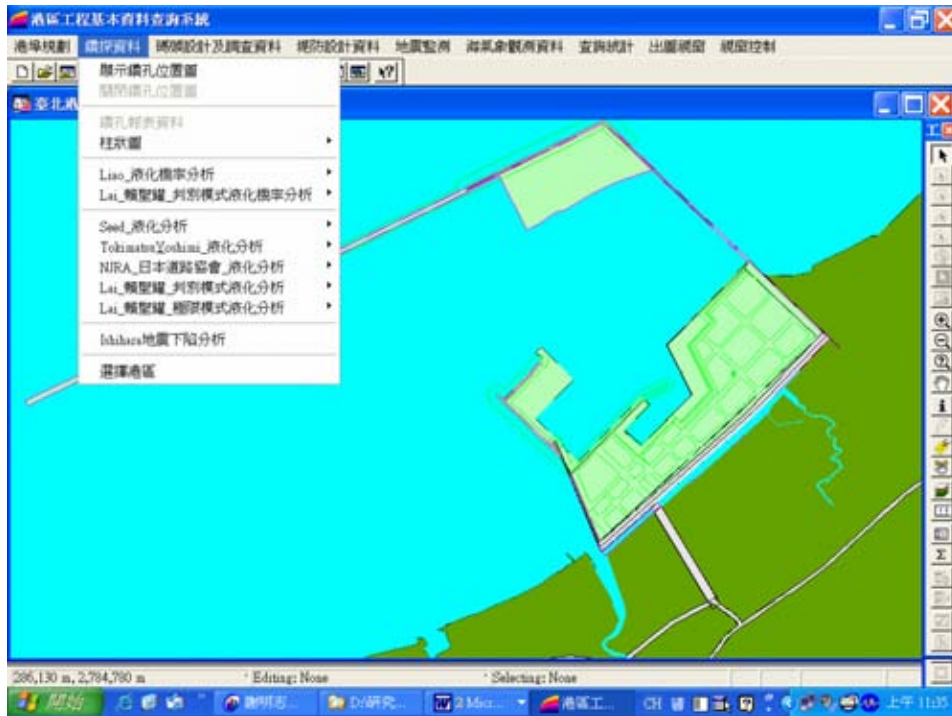 港區工程基本資料查詢系統
港埠規劃 鑽探資料 碼頭設計及調查資料 堤防設計資料 地震監測 海氣象觀測資料 查詢統計 出圖視窗 視窗控制
顯示鑽孔位置圖
關閉鑽孔位置圖
臺北港
鑽孔報表資料
柱狀圖
Liao_液化機率分析
Lai_賴聖耀_判別模式液化機率分析
Seed_液化分析
TokimatsuYoshimi_液化分析
NJRA_日本道路協會_液化分析
Lai_賴聖耀_判別模式液化分析
Lai_賴聖耀_極限模式液化分析
Ishihara地震下陷分析
選擇港區
286,130 m, 2,784,780 m Editing: None Selecting: None
開始 D:\研究... 2 Micr... 港區工... CH 上午 11:35